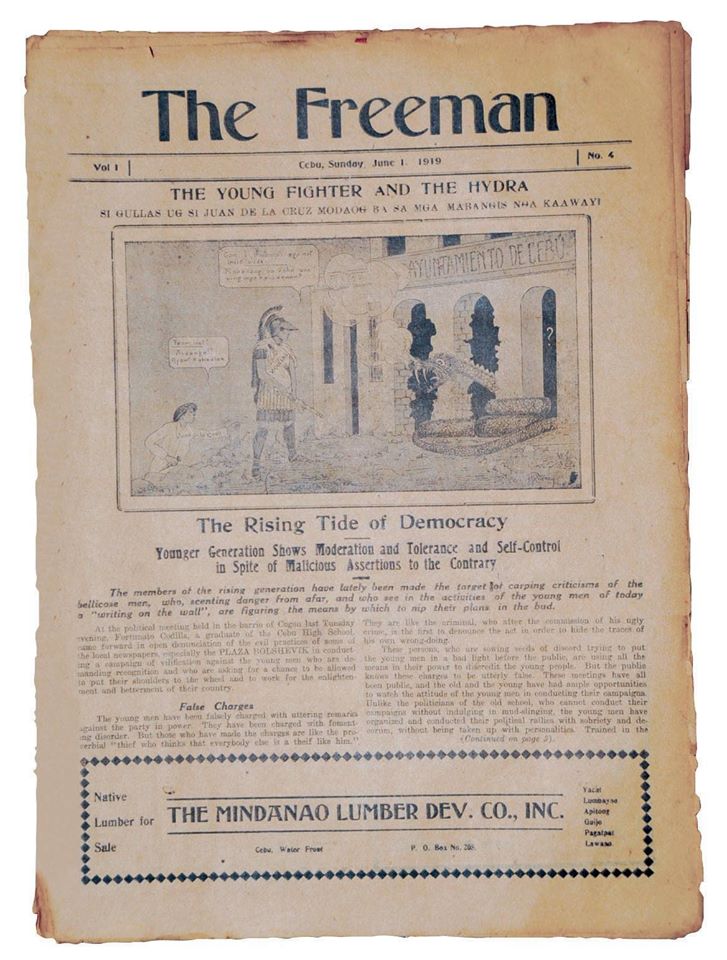 The Freeman
Vol 1
Cebu, Sunday, June 1. 1919
No. 4
THE YOUNG FIGHTER AND THE HYDRA
SI GULLAS UG SI JUAN DE LA CRUZ MODAOG BA SA MGA MABANGIS NGA KAAWAY?
AYUNTAMIENTO DE CEBU
?
The Rising Tide of Democracy
Younger Generation Shows Moderation and Tolerance and Self-Control
in Spite of Malicious Assertions to the Contrary
The members of the rising generation have lately been made the target of carping criticisms of the
bellicose men, who, scenting danger from afar, and who see in the activities of the young men of today
a "writing on the wall", are figuring the means by which to nip their plans in the bud.
At the political meeting held in the barrio of Cogon last Tuesday
evening, Fortunato Codilla, a graduate of the Cebu High School,
came forward in open denunciation of the evil practices of some of
the local newspapers, especially the PLAZA BOLSHEVIK in conduct
ing a campaign of vilification against the young men who are de-
manding recognition and who are asking for a chance to be allowed
to put their shoulders to the wheel and to work for the enlighten-
ment and betterment of their country.
False Charges
The young men have been falsely charged with uttering remarks
against the party in power. They have been charged with foment-
ing disorder. But those who have made the charges are like the pro-
verbial "thief who thinks that everybody else is a theif like him."
They are like the criminal, who after the commission of his ugly
crime, is the first to denounce the act in order to hide the traces of
his own wrong-doing.
These persons, who are sowing seeds of discord trying to put
the young men in a bad light before the public, are using all the
means in their power to discredit the young people. But the public
knows these charges to be utterly false. These meetings have all
been public, and the old and the young have had ample opportunities
to watch the attitude of the young men in conducting their campaigns.
Unlike the politicians of the old school, who cannot conduct their
campaigns without indulging in mud-slinging, the young men have
organized and conducted their political rallies with sobriety and de-
corum, without being taken up with personalities. Trained in the
(Continued on page 5).
Native
Lumber for
Sale
THE MINDANAO LUMBER DEV. CO., INC.
Cebu, Water Front
P. O. Box No. 208
Yacal
Lumbayao
Apitong
Guijo
Pagatpat
Lawaan